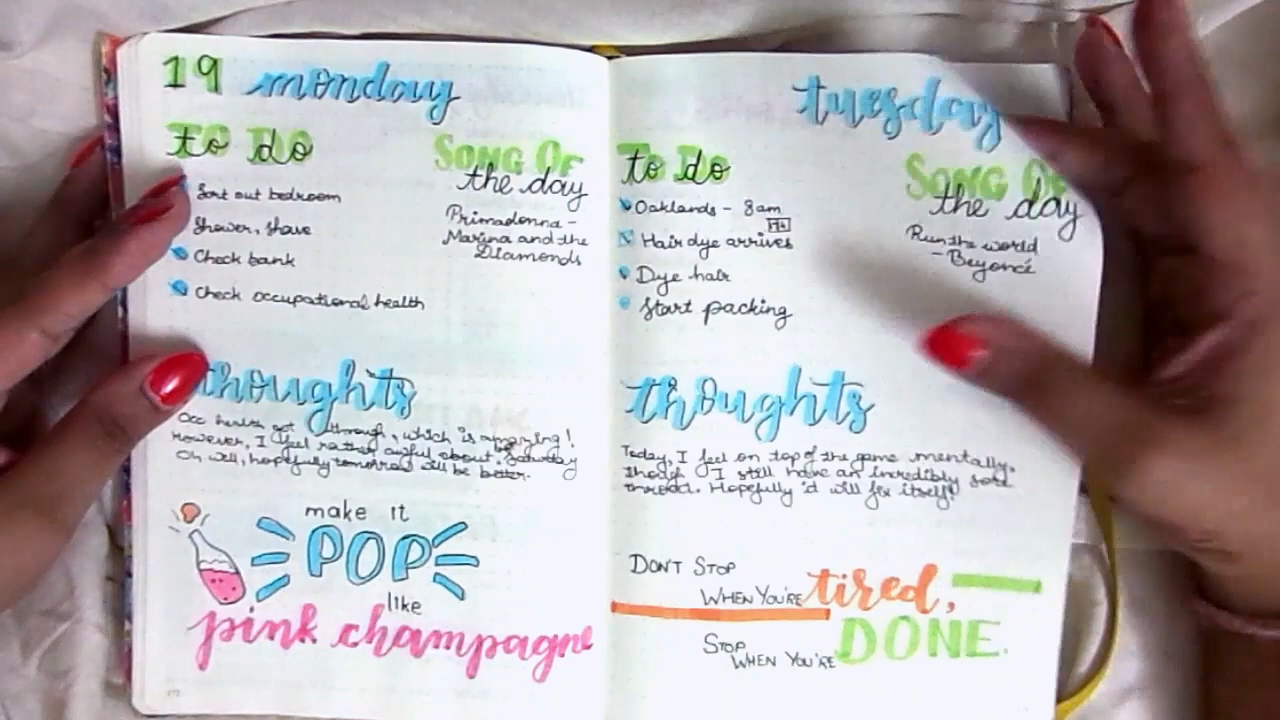 19 monday
to do
Sort out bedroom
Shower, shave
Check bank
Check occupational health
SONG OF
the day
Primadonna -
Marina and the
Diamonds
thoughts
Occ health got through, which is amazing!
However, I feel rather awful about Saturday
Oh well, hopefully tomorrow will be better.
make it
POP
like
pink champagne
tuesday
to do
Oaklands - 8am
Hair dye arrives
Dye hair
Start packing
SONG OF
the day
Run the world
- Beyoncé
thoughts
Today, I feel on top of the game mentally,
though I still have an incredibly sore
throat. Hopefully it will fix itself!
DON'T STOP
WHEN YOU'RE tired,
STOP
WHEN YOU'RE DONE.